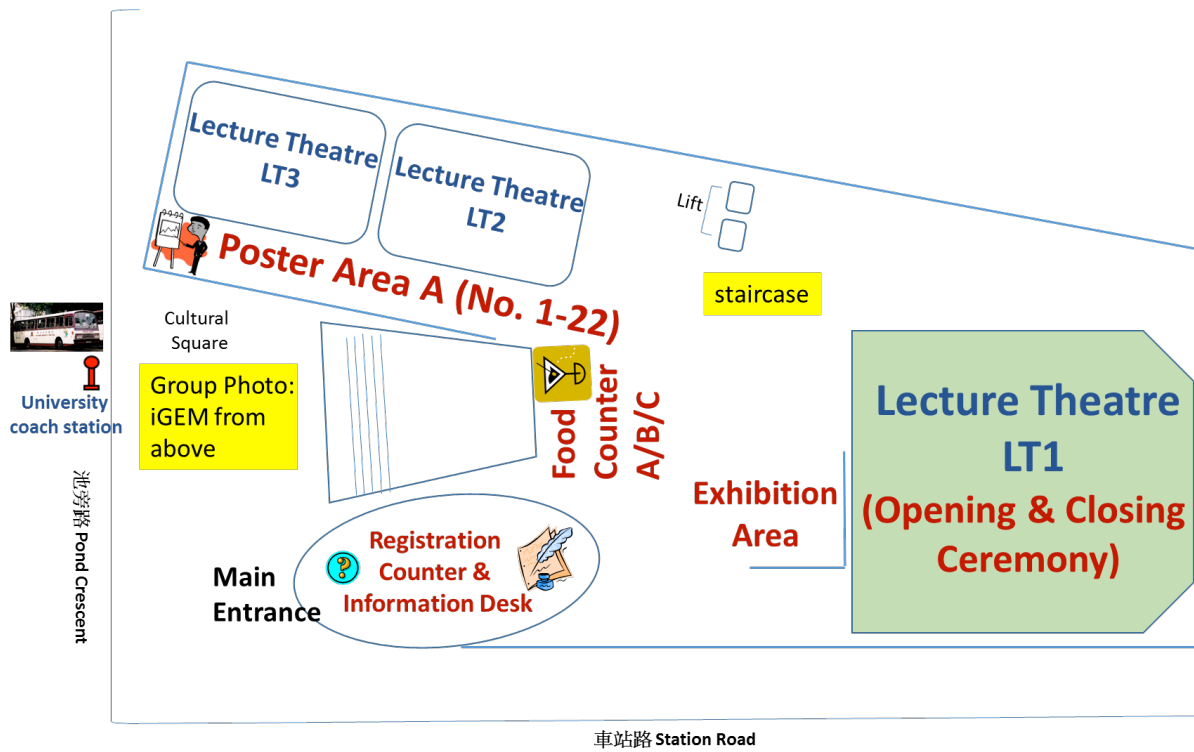 Lecture Theatre
LT3
Lecture Theatre
LT2
Lift
Poster Area A (No. 1-22)
staircase
Cultural
Square
Group Photo:
iGEM from
above
University
coach station
Food
Counter
A/B/C
Lecture Theatre
LT1
(Opening & Closing
Ceremony)
Exhibition
Area
Registration
Counter &
Information Desk
?
Main
Entrance
池旁路 Pond Crescent
車站路 Station Road